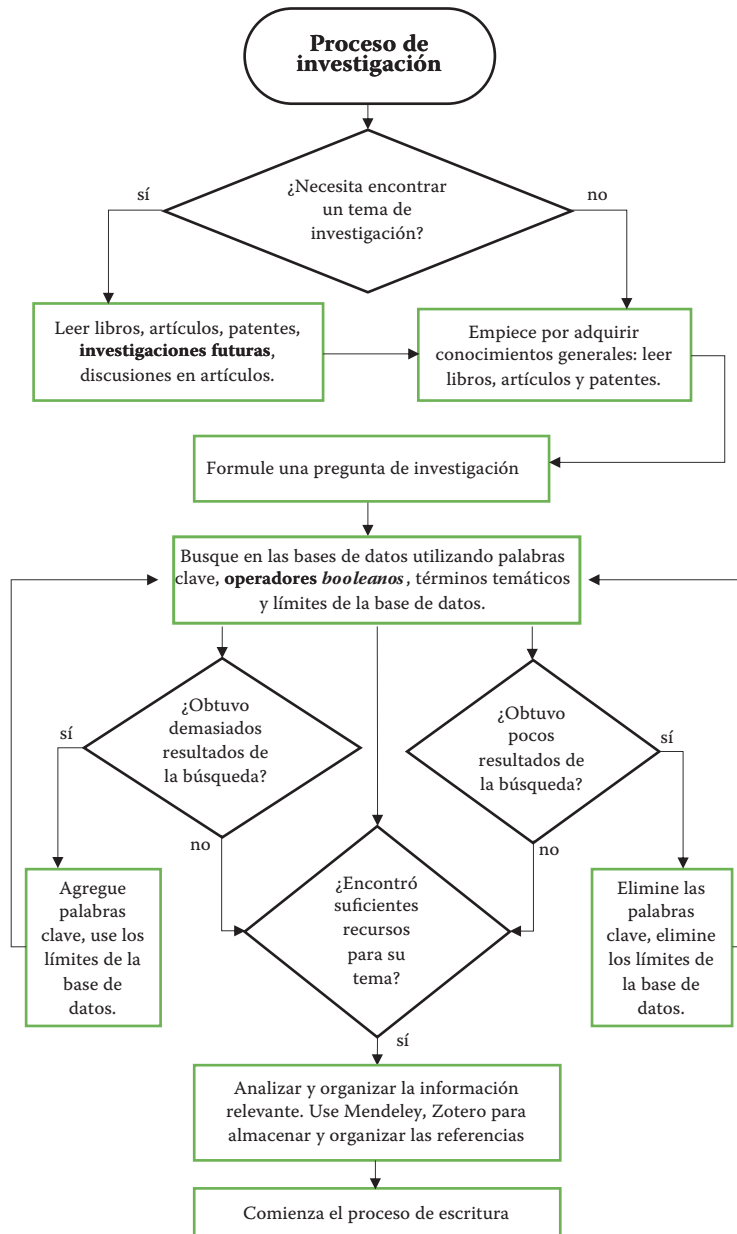 Proceso de
investigación
¿Necesita encontrar
un tema de
investigación?
sí
no
Leer libros, artículos, patentes,
investigaciones futuras,
discusiones en artículos.
Empiece por adquirir
conocimientos generales: leer
libros, artículos y patentes.
Formule una pregunta de investigación
Busque en las bases de datos utilizando palabras
clave, operadores booleanos, términos temáticos
y límites de la base de datos.
¿Obtuvo
demasiados
resultados de
la búsqueda?
sí
no
¿Obtuvo
pocos
resultados de
la búsqueda?
sí
no
Agregue
palabras
clave, use los
límites de la
base de
datos.
¿Encontró
suficientes
recursos
para su
tema?
sí
Elimine las
palabras
clave, elimine
los límites de
la base de
datos.
Analizar y organizar la información
relevante. Use Mendeley, Zotero para
almacenar y organizar las referencias
Comienza el proceso de escritura